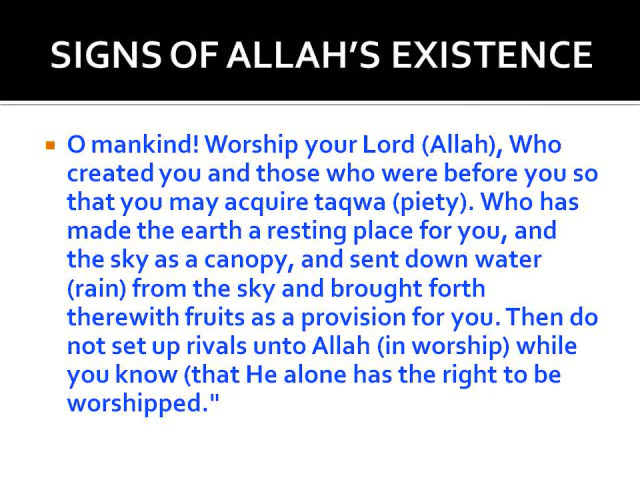 SIGNS OF ALLAH’S EXISTENCE
O mankind! Worship your Lord (Allah), Who
created you and those who were before you so
that you may acquire taqwa (piety). Who has
made the earth a resting place for you, and
the sky as a canopy, and sent down water
(rain) from the sky and brought forth
therewith fruits as a provision for you. Then do
not set up rivals unto Allah (in worship) while
you know (that He alone has the right to be
worshipped."